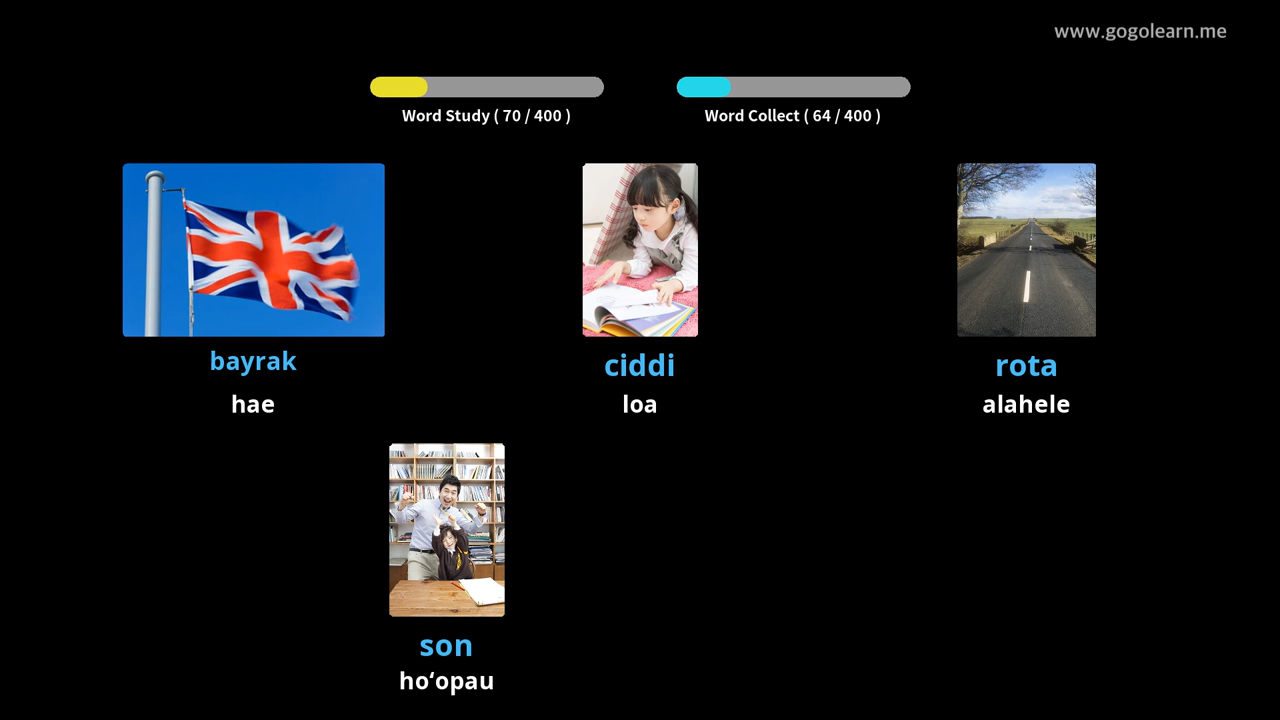 www.gogolearn.me
Word Study ( 70 / 400 )
Word Collect ( 64 / 400 )
bayrak
hae
ciddi
loa
rota
alahele
son
hoʻopau